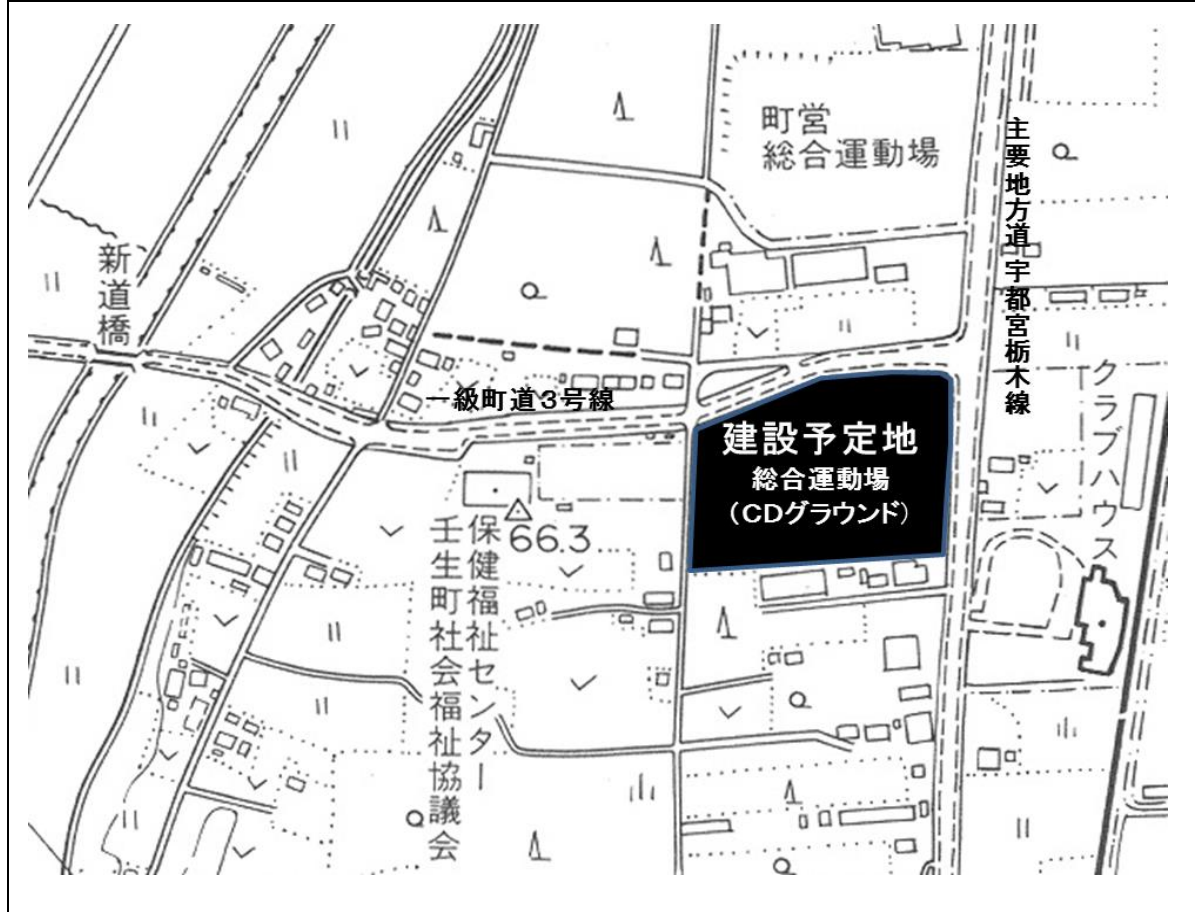 町営
総合運動場
主要地方道 宇都宮栃木線
新道橋
クラブハウス
一級町道3号線
建設予定地
総合運動場
(CDグラウンド)
66.3
保健福祉センター
壬生町社会福祉協議会